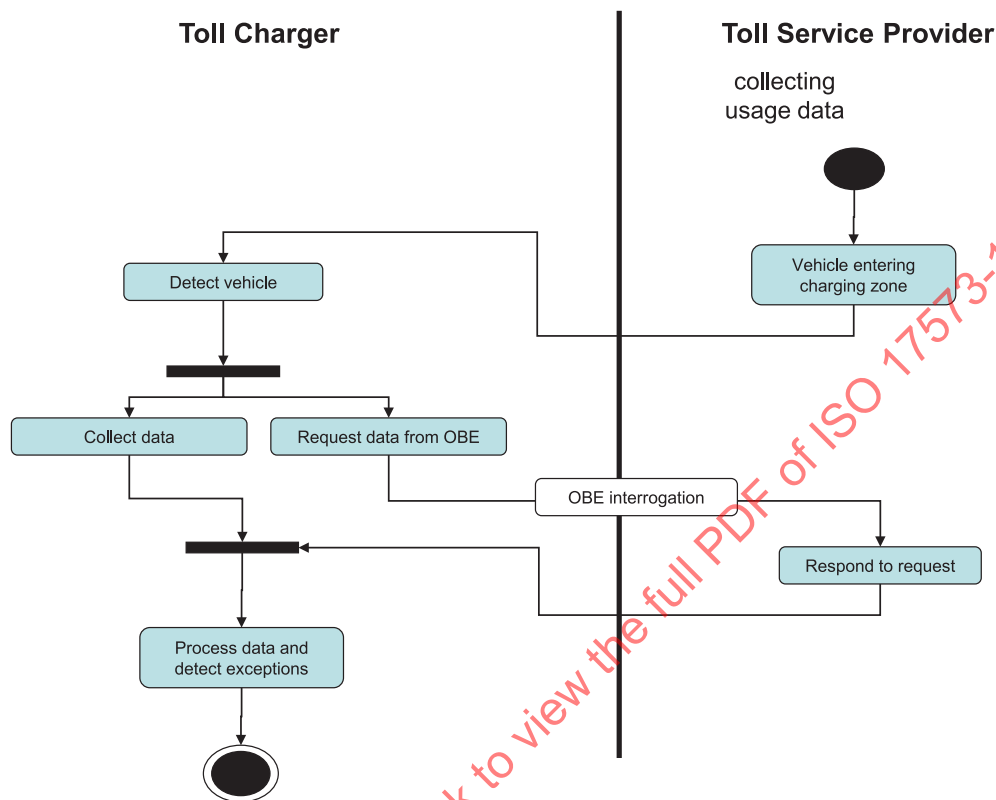 Toll Charger
Toll Service Provider
collecting
usage data
Detect vehicle
Vehicle entering
charging zone
Collect data
Request data from OBE
OBE interrogation
Respond to request
Process data and
detect exceptions
k to view the full PDF of ISO 17573-1